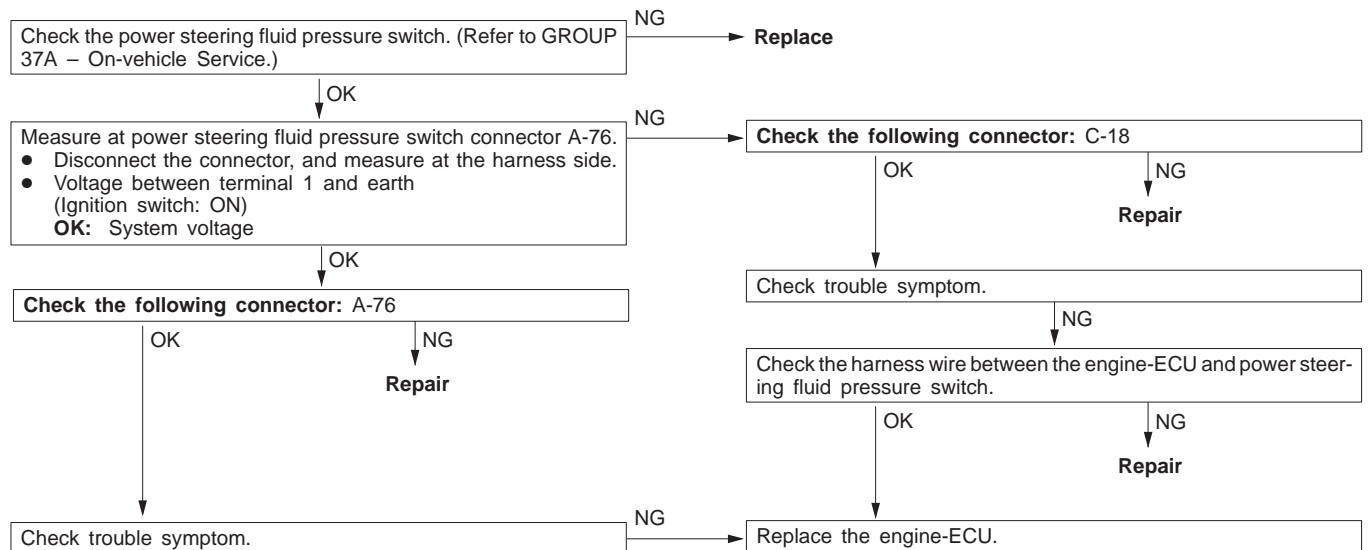 Check the power steering fluid pressure switch. (Refer to GROUP
37A – On-vehicle Service.)
NG
Replace
OK
Measure at power steering fluid pressure switch connector A-76.
● Disconnect the connector, and measure at the harness side.
● Voltage between terminal 1 and earth
(Ignition switch: ON)
OK: System voltage
NG
Check the following connector: C-18
OK
NG
Repair
OK
Check the following connector: A-76
OK
NG
Repair
Check trouble symptom.
NG
Check the harness wire between the engine-ECU and power steer-
ing fluid pressure switch.
OK
NG
Repair
Check trouble symptom.
NG
Replace the engine-ECU.